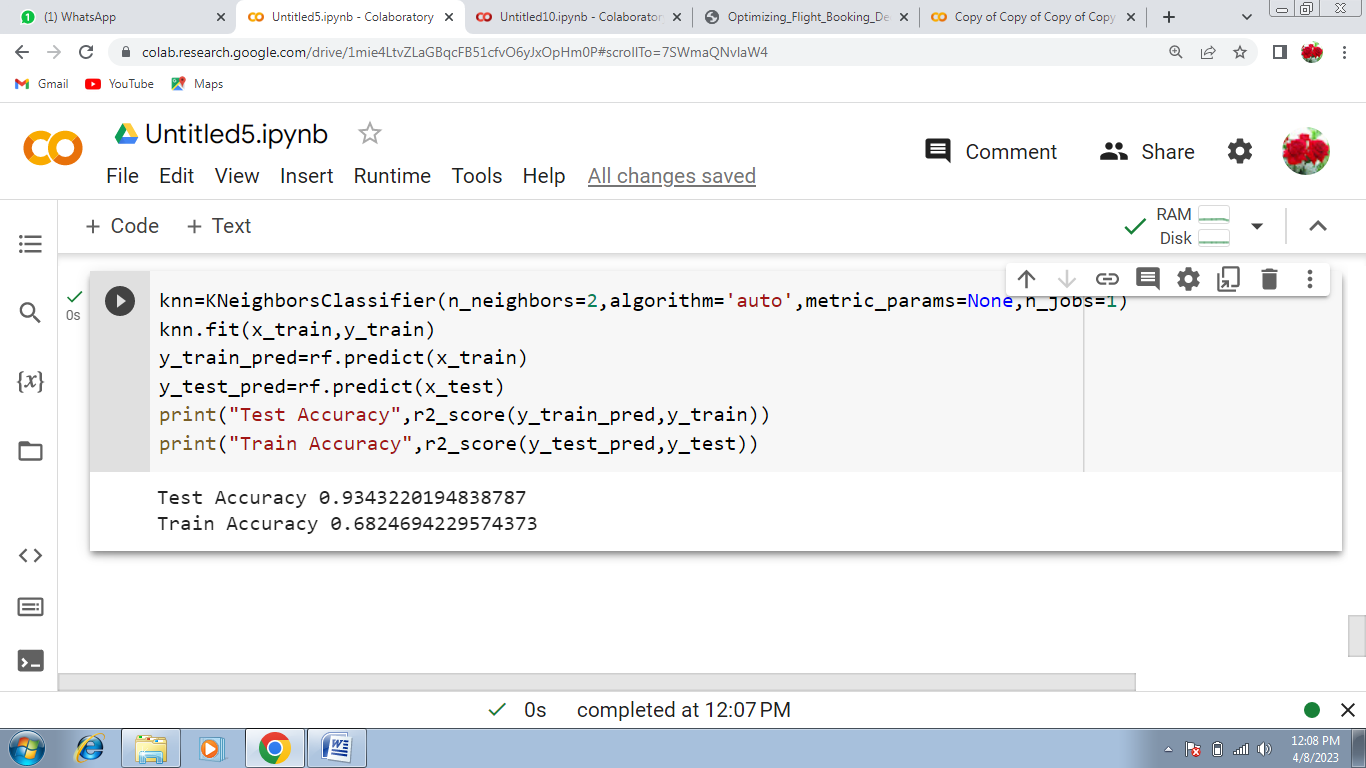 (1) WhatsApp
Untitled5.ipynb - Colaboratory
Untitled10.ipynb - Colaborator
Optimizing_Flight_Booking_De
Copy of Copy of Copy of Copy
colab.research.google.com/drive/1mie4LtvZLaGBqcFB51cfvO6yJxOpHm0P#scrollTo=7SWmaQNvlaW4
Gmail
YouTube
Maps
Untitled5.ipynb
Comment
Share
File Edit View Insert Runtime Tools Help All changes saved
+ Code + Text
RAM
Disk
0s
knn=KNeighborsClassifier(n_neighbors=2,algorithm='auto',metric_params=None,n_jobs=1)
knn.fit(x_train,y_train)
y_train_pred=rf.predict(x_train)
y_test_pred=rf.predict(x_test)
print("Test Accuracy",r2_score(y_train_pred,y_train))
print("Train Accuracy",r2_score(y_test_pred,y_test))
{x}
Test Accuracy 0.9343220194838787
Train Accuracy 0.6824694229574373
0s completed at 12:07 PM
12:08 PM
4/8/2023